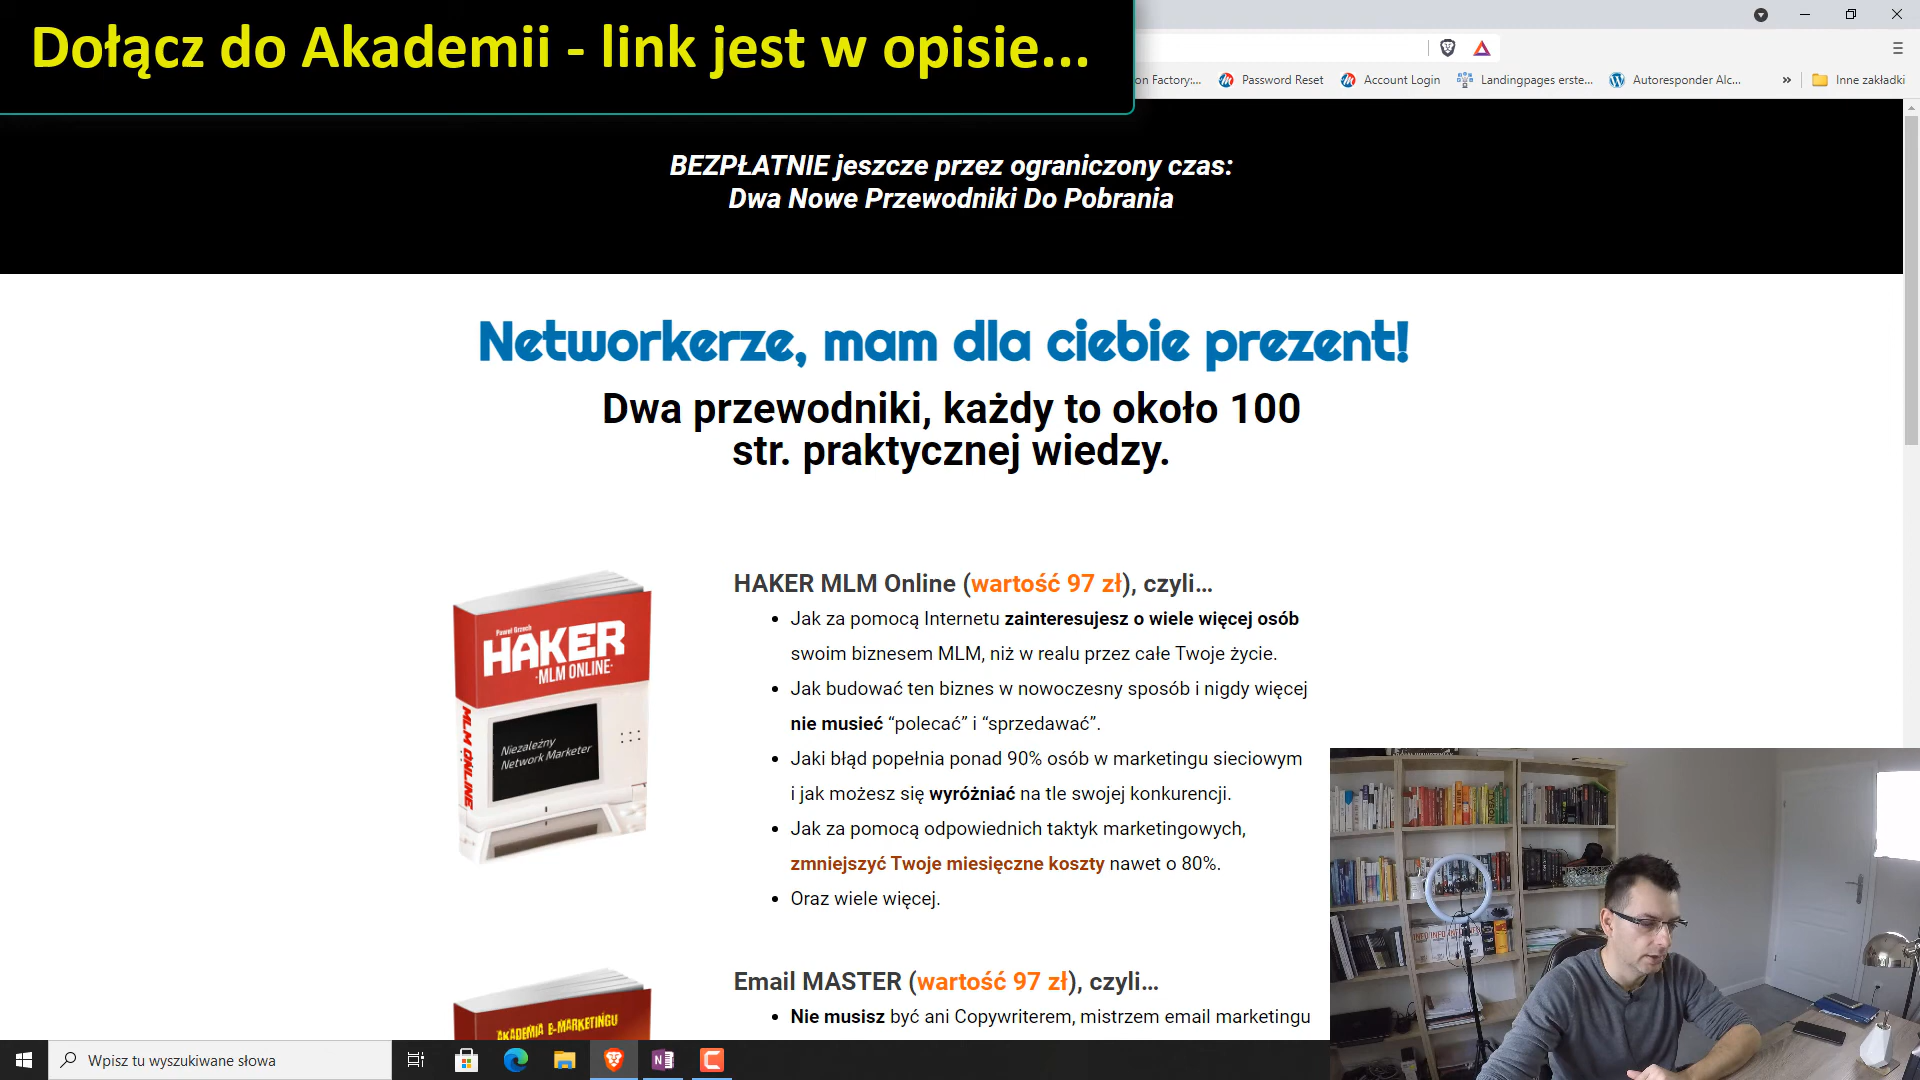 Dołącz do Akademii - link jest w opisie...
on Factory:...
Password Reset
Account Login
Landingpages erste...
Autoresponder Alc...
»
Inne zakładki
BEZPŁATNIE jeszcze przez ograniczony czas:
Dwa Nowe Przewodniki Do Pobrania
Networkerze, mam dla ciebie prezent!
Dwa przewodniki, każdy to około 100
str. praktycznej wiedzy.
Paweł Grzech
HAKER
·MLM ONLINE·
MLM ONLINE
Niezależny
Network Marketer
HAKER MLM Online (wartość 97 zł), czyli...
• Jak za pomocą Internetu zainteresujesz o wiele więcej osób
swoim biznesem MLM, niż w realu przez całe Twoje życie.
• Jak budować ten biznes w nowoczesny sposób i nigdy więcej
nie musieć “polecać” i “sprzedawać”.
• Jaki błąd popełnia ponad 90% osób w marketingu sieciowym
i jak możesz się wyróżniać na tle swojej konkurencji.
• Jak za pomocą odpowiednich taktyk marketingowych,
zmniejszyć Twoje miesięczne koszty nawet o 80%.
• Oraz wiele więcej.
AKADEMIA E-MARKETINGU
Email MASTER (wartość 97 zł), czyli...
• Nie musisz być ani Copywriterem, mistrzem email marketingu
Wpisz tu wyszukiwane słowa